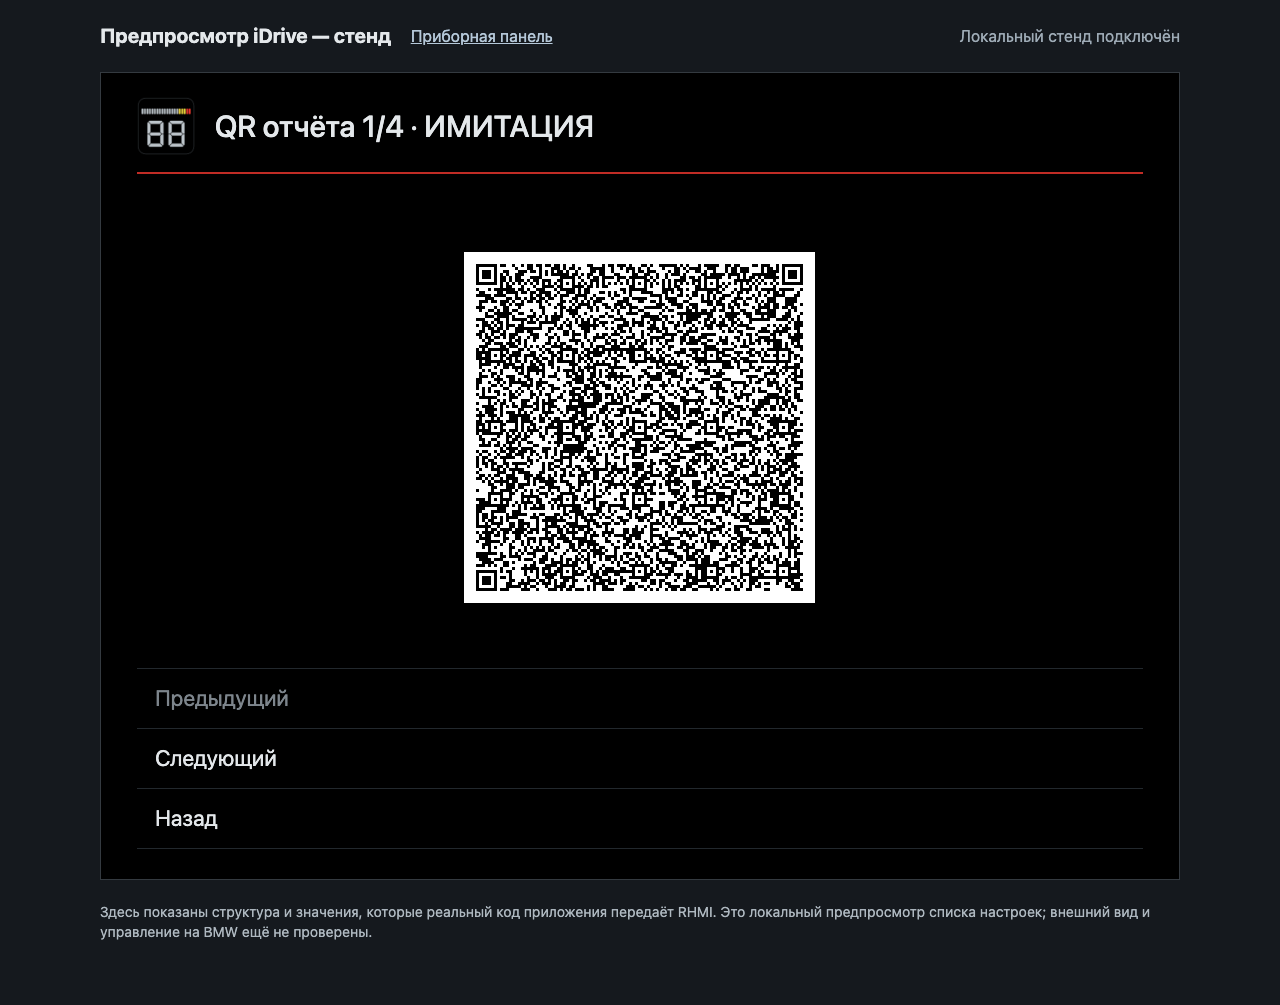 Предпросмотр iDrive — стенд
Приборная панель
Локальный стенд подключён
88
QR отчёта 1/4 · ИМИТАЦИЯ
Предыдущий
Следующий
Назад
Здесь показаны структура и значения, которые реальный код приложения передаёт RHMI. Это локальный предпросмотр списка настроек; внешний вид и
управление на BMW ещё не проверены.